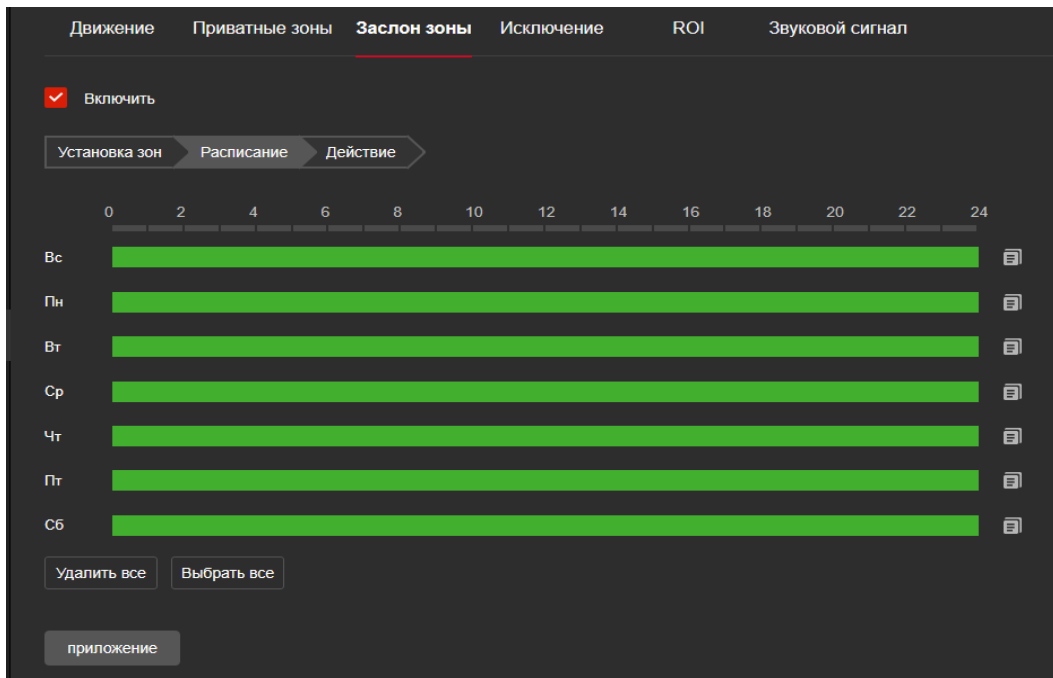 Движение Приватные зоны Заслон зоны Исключение ROI Звуковой сигнал
Включить
Установка зон Расписание Действие
0 2 4 6 8 10 12 14 16 18 20 22 24
Вс
Пн
Вт
Ср
Чт
Пт
Сб
Удалить все Выбрать все
приложение